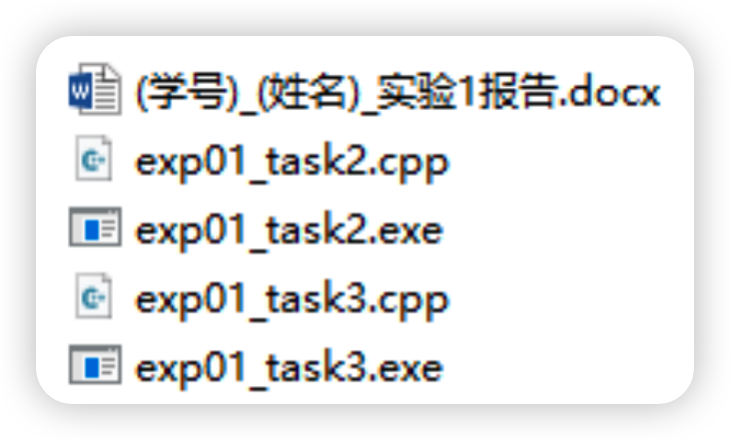 (学号)_(姓名)_实验1报告.docx
exp01_task2.cpp
exp01_task2.exe
exp01_task3.cpp
exp01_task3.exe